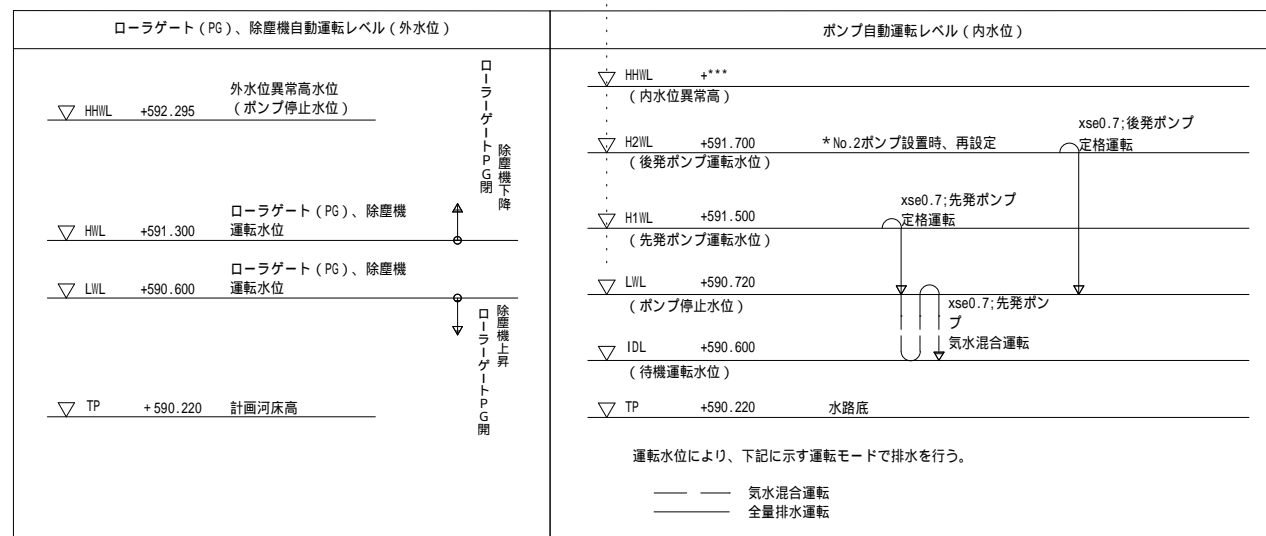 ローラゲート(PG)、除塵機自動運転レベル(外水位)
外水位異常高水位
HHWL +592.295 (ポンプ停止水位)
ローラーゲートPG閉
除塵機下降
ローラゲート(PG)、除塵機
HWL +591.300 運転水位
ローラゲート(PG)、除塵機
LWL +590.600 運転水位
除塵機上昇
ローラーゲートPG開
TP +590.220 計画河床高
ポンプ自動運転レベル(内水位)
HHWL +***
(内水位異常高)
xse0.7;後発ポンプ
定格運転
H2WL +591.700 *No.2ポンプ設置時、再設定
(後発ポンプ運転水位)
xse0.7;先発ポンプ
定格運転
H1WL +591.500
(先発ポンプ運転水位)
LWL +590.720
(ポンプ停止水位)
xse0.7;先発ポン
プ
気水混合運転
IDL +590.600
(待機運転水位)
TP +590.220 水路底
運転水位により、下記に示す運転モードで排水を行う。
気水混合運転
全量排水運転